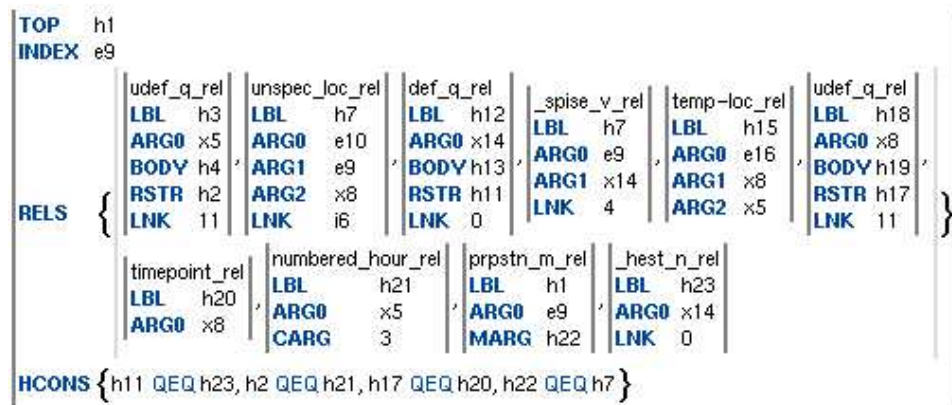 TOP h1
INDEX e9
udef_q_rel unspec_loc_rel def_q_rel _spise_v_rel temp-loc_rel udef_q_rel
LBL h3 LBL h7 LBL h12 LBL h7 LBL h15 LBL h18
ARG0 x5 ARG0 e10 ARG0 x14 ARG0 e9 ARG0 e16 ARG0 x8
BODY h4 ARG1 e9 BODY h13 ARG1 x14 ARG1 x8 BODY h19
RSTR h2 ARG2 x8 RSTR h11 LNK 4 ARG2 x5 RSTR h17
RELS { LNK 11 , LNK i6 , LNK 0 , , , LNK 11 , }
timepoint_rel numbered_hour_rel prpstn_m_rel _hest_n_rel
LBL h20 LBL h21 LBL h1 LBL h23
ARG0 x8 , ARG0 x5 , ARG0 e9 , ARG0 x14
CARG 3 MARG h22 LNK 0
HCONS {h11 QEQ h23, h2 QEQ h21, h17 QEQ h20, h22 QEQ h7}